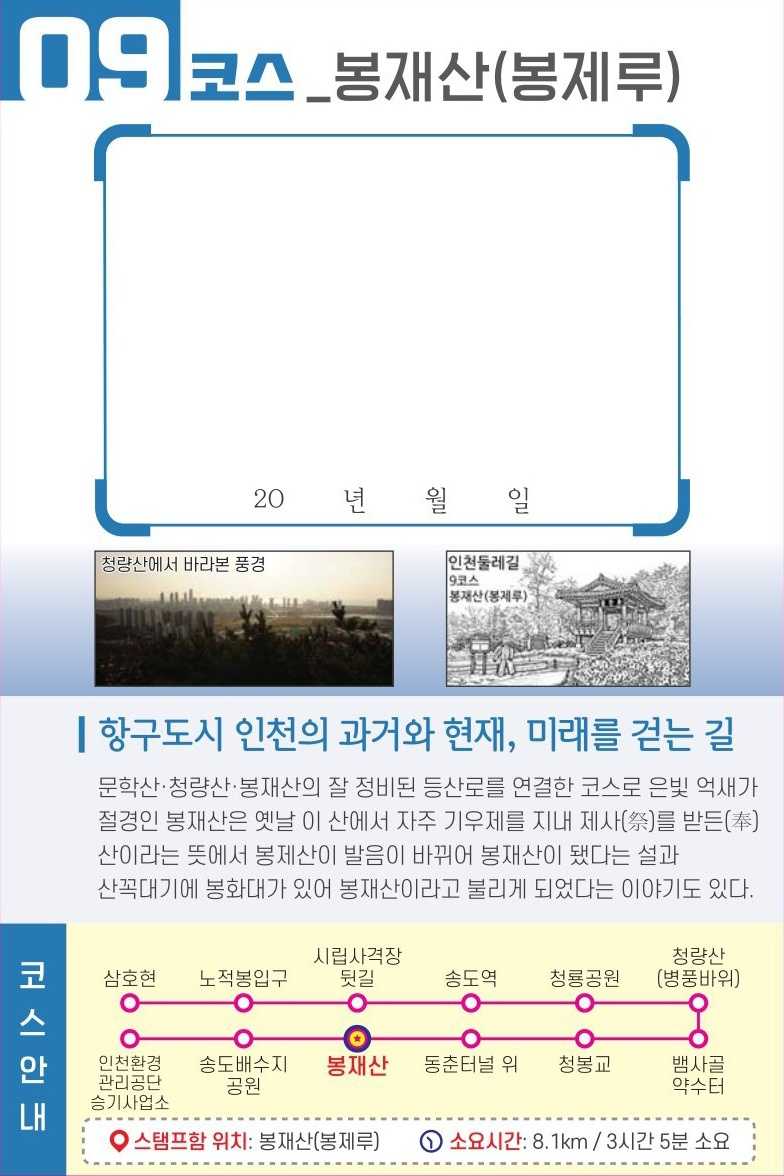 09 코스_봉재산(봉제루)
20 년 월 일
청량산에서 바라본 풍경
인천둘레길
9코스
봉재산(봉제루)
항구도시 인천의 과거와 현재, 미래를 걷는 길
문학산·청량산·봉재산의 잘 정비된 등산로를 연결한 코스로 은빛 억새가
절경인 봉재산은 옛날 이 산에서 자주 기우제를 지내 제사(祭)를 받든(奉)
산이라는 뜻에서 봉제산이 발음이 바뀌어 봉재산이 됐다는 설과
산꼭대기에 봉화대가 있어 봉재산이라고 불리게 되었다는 이야기도 있다.
코스안내
삼호현
노적봉입구
시립사격장
뒷길
송도역
청룡공원
청량산
(병풍바위)
인천환경
관리공단
승기사업소
송도배수지
공원
봉재산
동춘터널 위
청봉교
뱀사골
약수터
스탬프함 위치: 봉재산(봉제루)
소요시간: 8.1km / 3시간 5분 소요